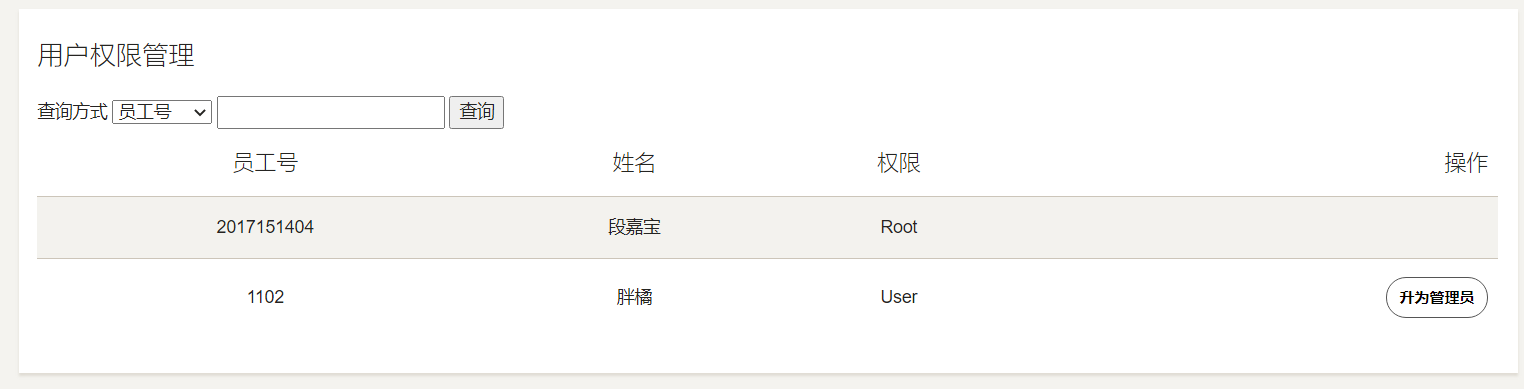 用户权限管理
查询方式 员工号 查询
员工号 姓名 权限 操作
2017151404 段嘉宝 Root
1102 胖橘 User 升为管理员